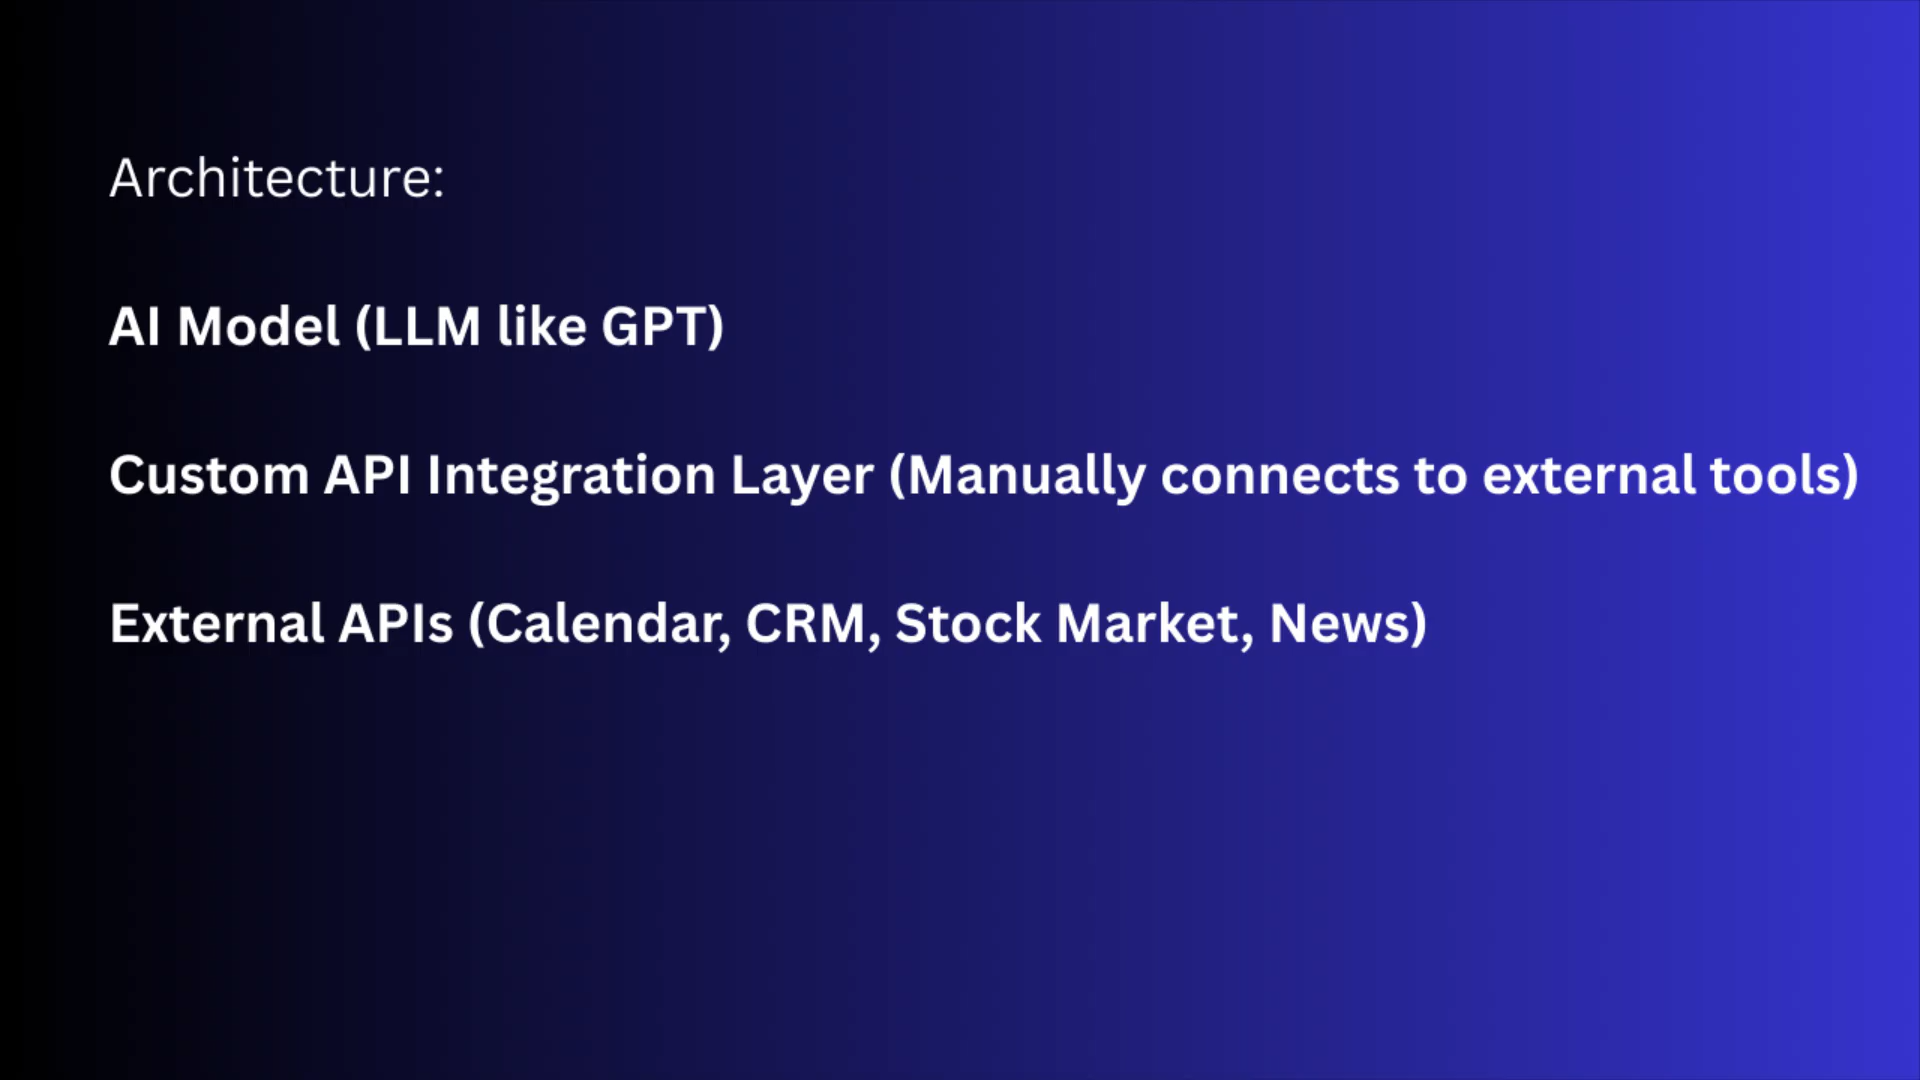 Architecture:
AI Model (LLM like GPT)
Custom API Integration Layer (Manually connects to external tools)
External APIs (Calendar, CRM, Stock Market, News)